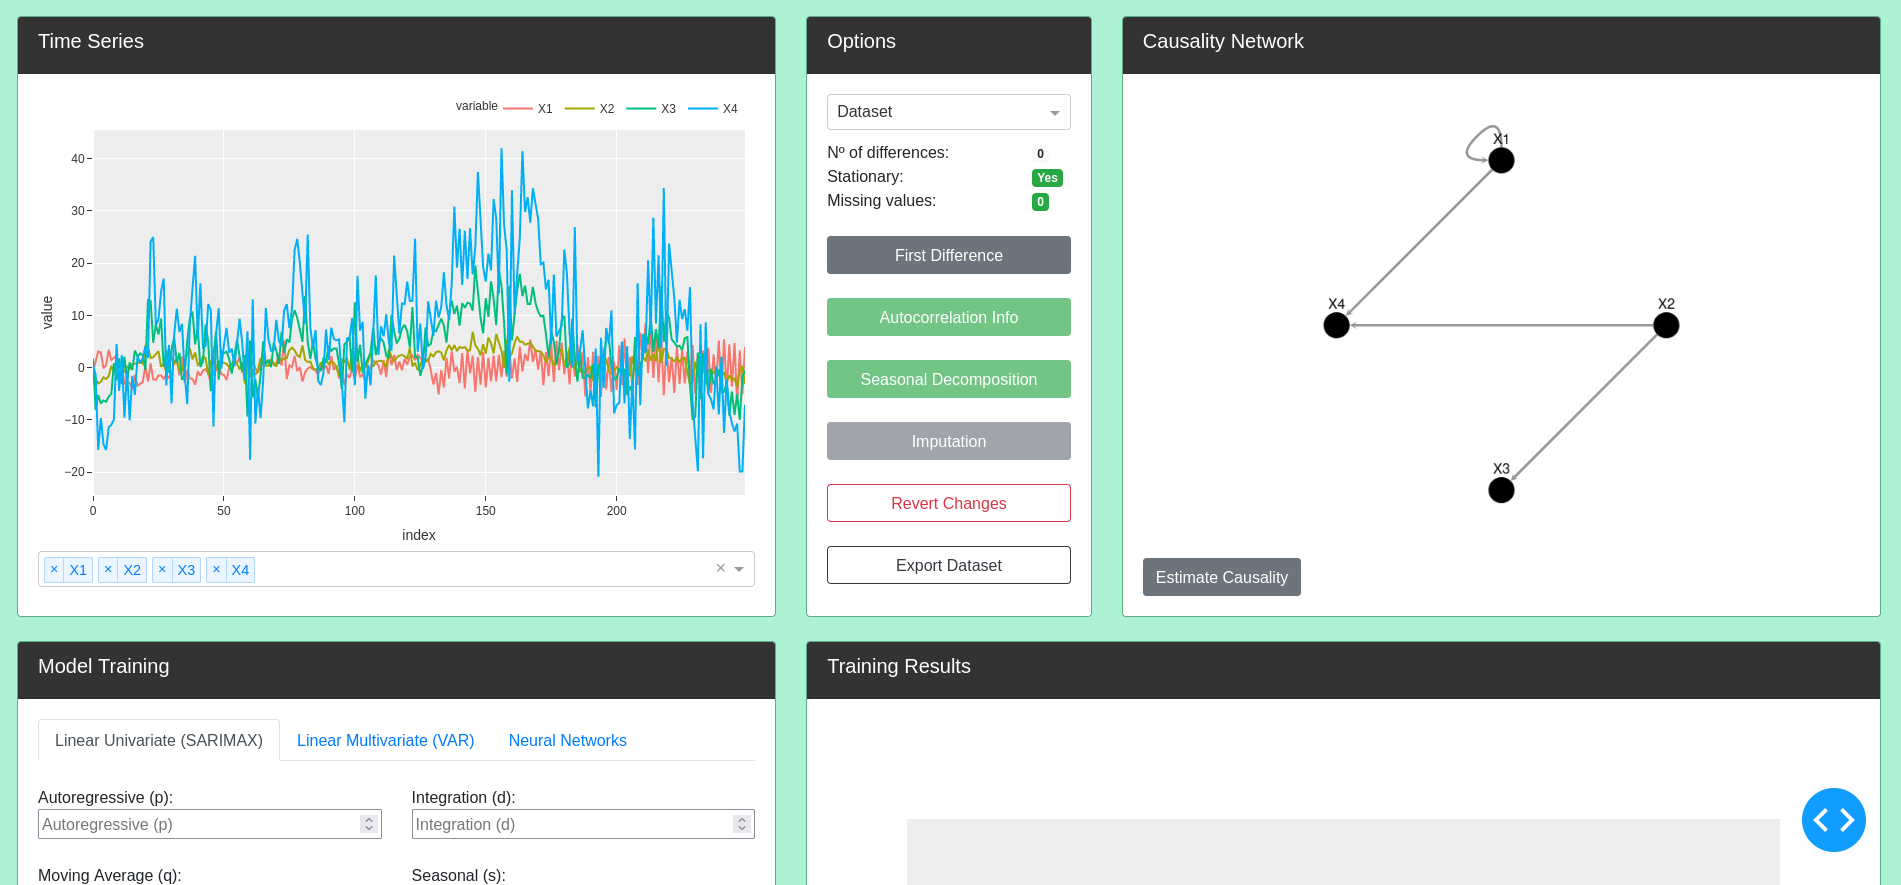 Time Series
variable X1 X2 X3 X4
value
40
30
20
10
0
−10
−20
0 50 100 150 200
index
× X1 × X2 × X3 × X4 ×
Options
Dataset
Nº of differences: 0
Stationary: Yes
Missing values: 0
First Difference
Autocorrelation Info
Seasonal Decomposition
Imputation
Revert Changes
Export Dataset
Causality Network
X1
X4
X2
X3
Estimate Causality
Model Training
Linear Univariate (SARIMAX) Linear Multivariate (VAR) Neural Networks
Autoregressive (p): Integration (d):
Autoregressive (p) Integration (d)
Moving Average (q): Seasonal (s):
Training Results